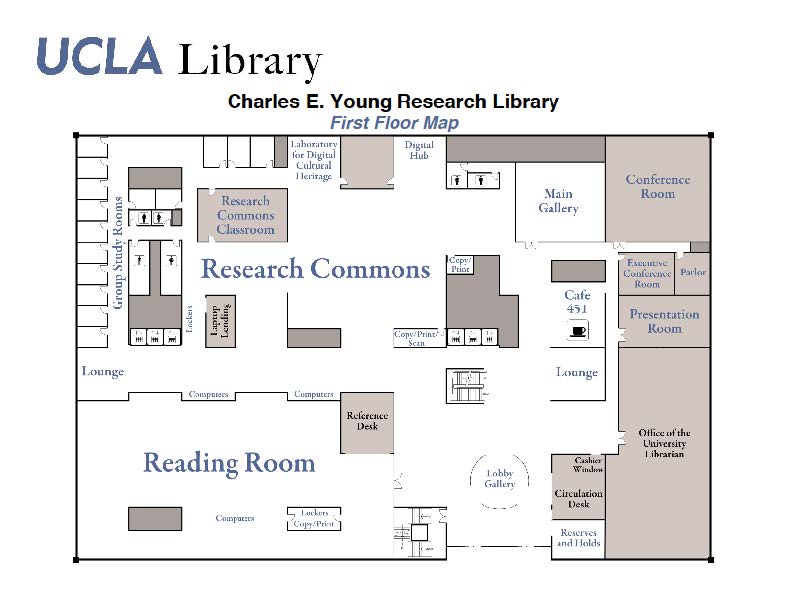 UCLA Library
Charles E. Young Research Library
First Floor Map
Laboratory
for Digital
Cultural
Heritage
Digital
Hub
Group Study Rooms
Research
Commons
Classroom
Main
Gallery
Conference
Room
Research Commons
Copy/
Print
Executive
Conference
Room
Parlor
Lockers
Laptop
Lending
Cafe
451
Presentation
Room
Copy/Print/
Scan
Lounge
Lounge
Computers
Computers
Reference
Desk
Office of the
University
Librarian
Reading Room
Lobby
Gallery
Cashier
Window
Circulation
Desk
Computers
Lockers
Copy/Print
Reserves
and Holds